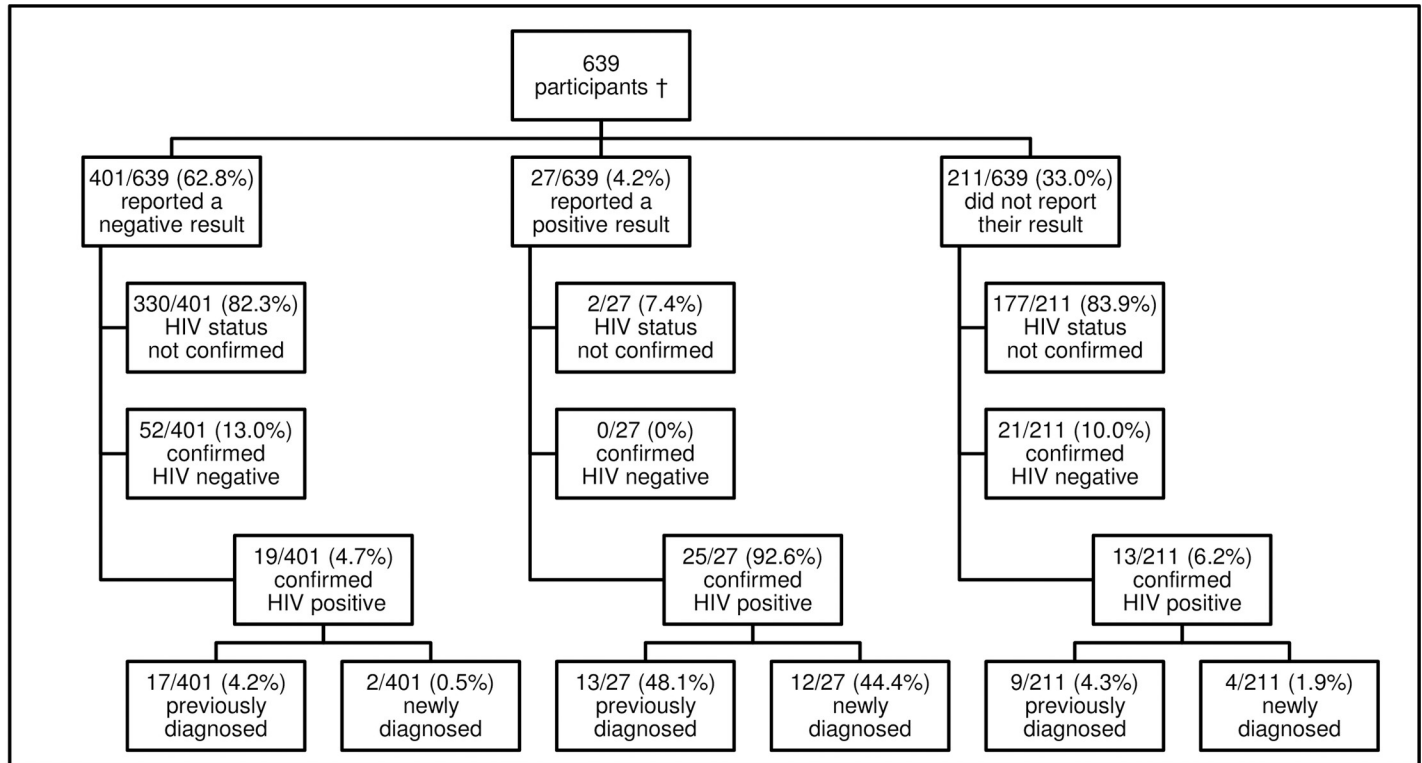 639
participants †
401/639 (62.8%)
reported a
negative result
27/639 (4.2%)
reported a
positive result
211/639 (33.0%)
did not report
their result
330/401 (82.3%)
HIV status
not confirmed
2/27 (7.4%)
HIV status
not confirmed
177/211 (83.9%)
HIV status
not confirmed
52/401 (13.0%)
confirmed
HIV negative
0/27 (0%)
confirmed
HIV negative
21/211 (10.0%)
confirmed
HIV negative
19/401 (4.7%)
confirmed
HIV positive
25/27 (92.6%)
confirmed
HIV positive
13/211 (6.2%)
confirmed
HIV positive
17/401 (4.2%)
previously
diagnosed
2/401 (0.5%)
newly
diagnosed
13/27 (48.1%)
previously
diagnosed
12/27 (44.4%)
newly
diagnosed
9/211 (4.3%)
previously
diagnosed
4/211 (1.9%)
newly
diagnosed